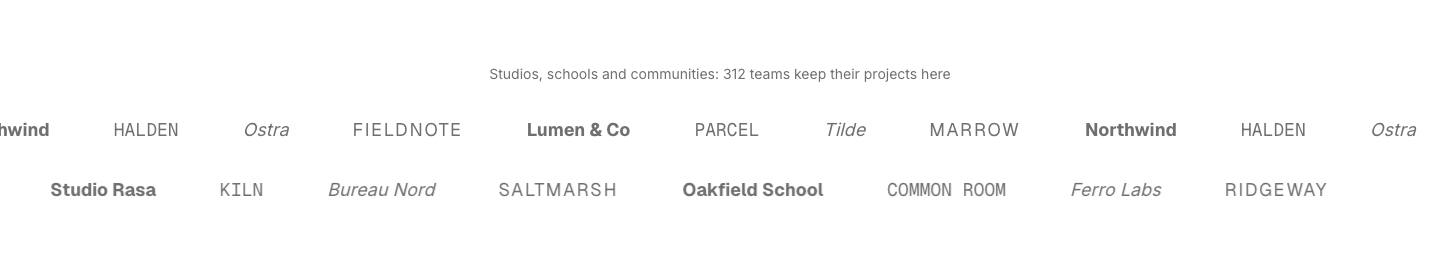 Studios, schools and communities: 312 teams keep their projects here
hwind HALDEN Ostra FIELDNOTE Lumen & Co PARCEL Tilde MARROW Northwind HALDEN Ostra
Studio Rasa KILN Bureau Nord SALTMARSH Oakfield School COMMON ROOM Ferro Labs RIDGEWAY